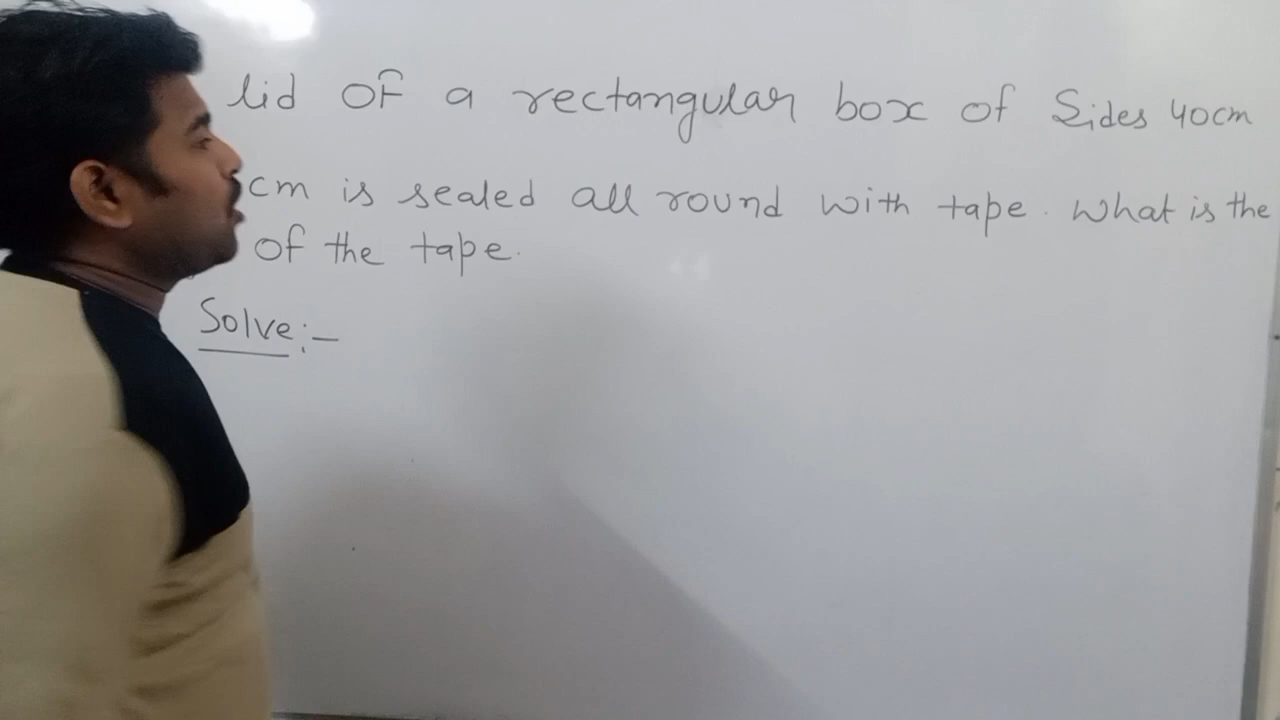 lid OF a rectangular box of Sides 40cm
cm is sealed all round with tape. What is the
of the tape.
Solve:-